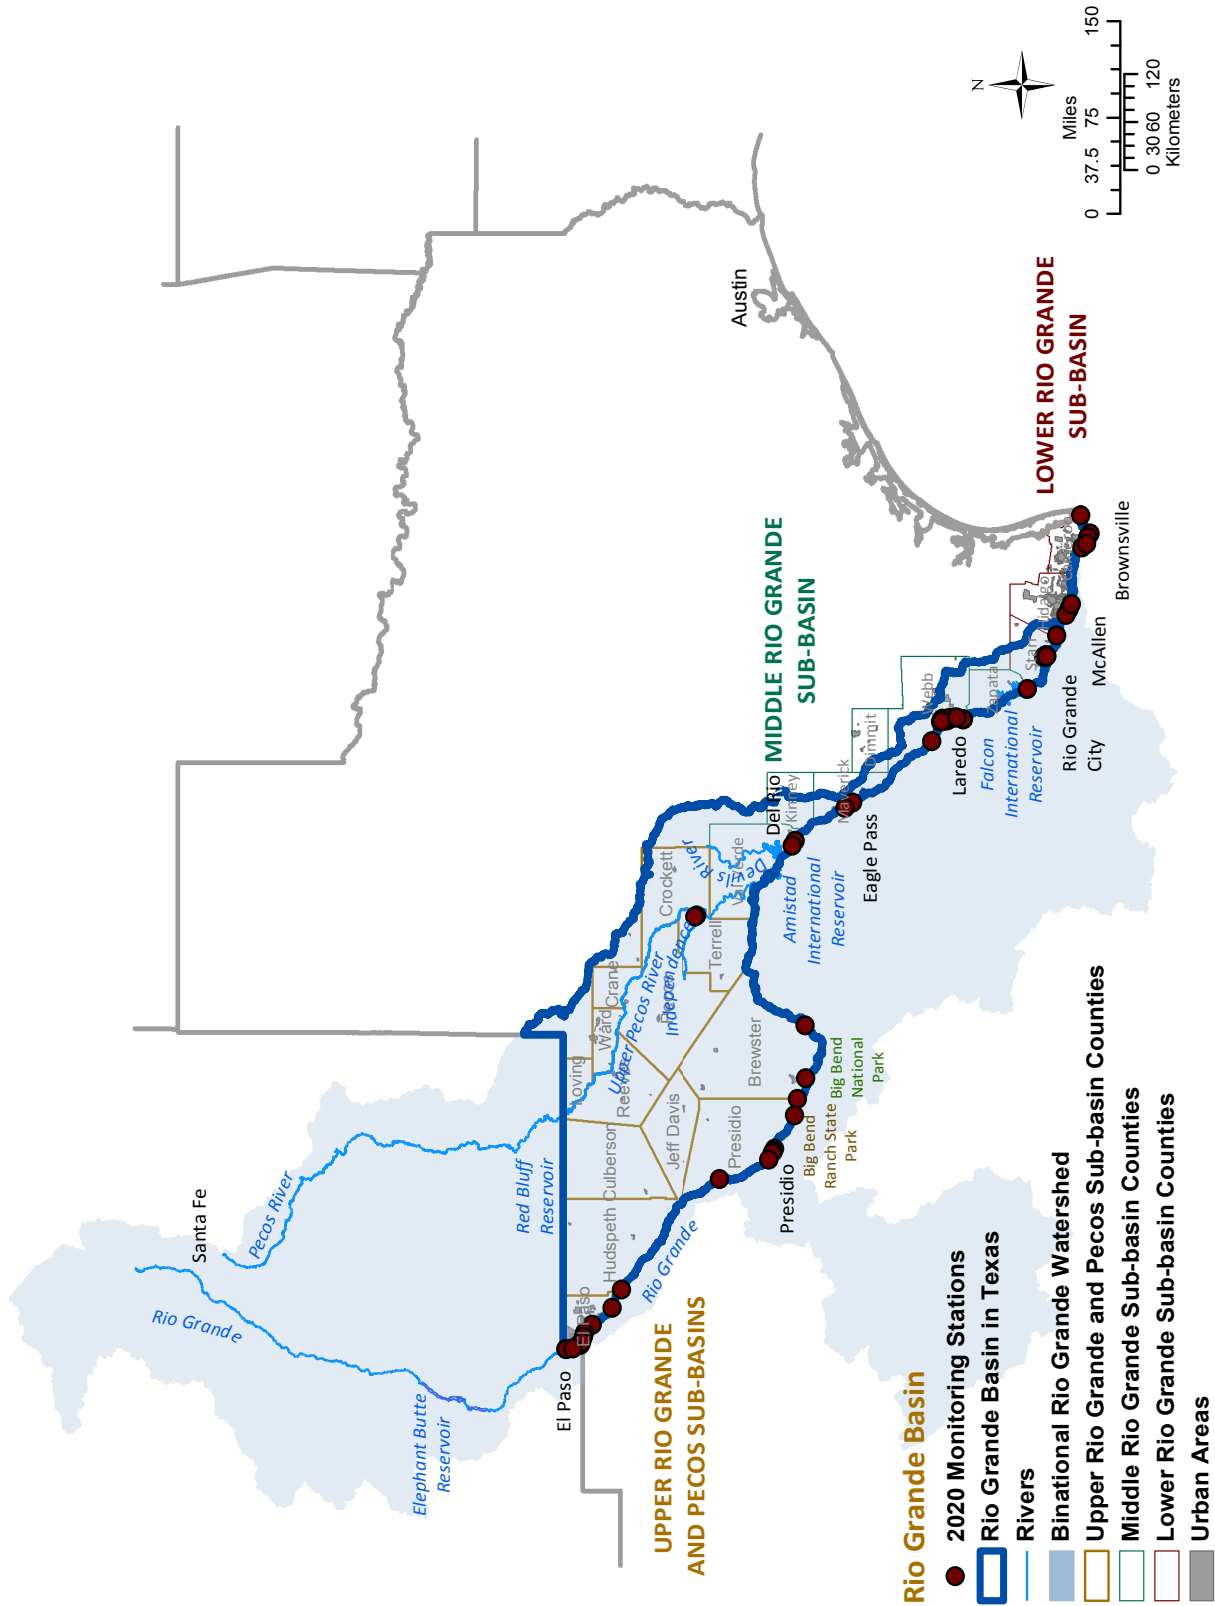 Santa Fe
Rio Grande
Pecos River
Elephant Butte
Reservoir
Red Bluff
Reservoir
El Paso
El Paso
Hudspeth
Culberson
Loving
Reeves
Ward
Crane
Upper Pecos River
Independence
Crockett
Terrell
Val Verde
Devils River
Jeff Davis
Presidio
Brewster
Rio Grande
Presidio
Big Bend
Ranch State
Park
Big Bend
National
Park
Amistad
International
Reservoir
Del Rio
Kinney
Maverick
Eagle Pass
Dimmit
Webb
Laredo
Zapata
Falcon
International
Reservoir
Starr
Hidalgo
Cameron
Rio Grande
City
McAllen
Brownsville
Austin
UPPER RIO GRANDE
AND PECOS SUB-BASINS
MIDDLE RIO GRANDE
SUB-BASIN
LOWER RIO GRANDE
SUB-BASIN
N
0 37.5 75 150
Miles
0 30 60 120
Kilometers
Rio Grande Basin
2020 Monitoring Stations
Rio Grande Basin in Texas
Rivers
Binational Rio Grande Watershed
Upper Rio Grande and Pecos Sub-basin Counties
Middle Rio Grande Sub-basin Counties
Lower Rio Grande Sub-basin Counties
Urban Areas